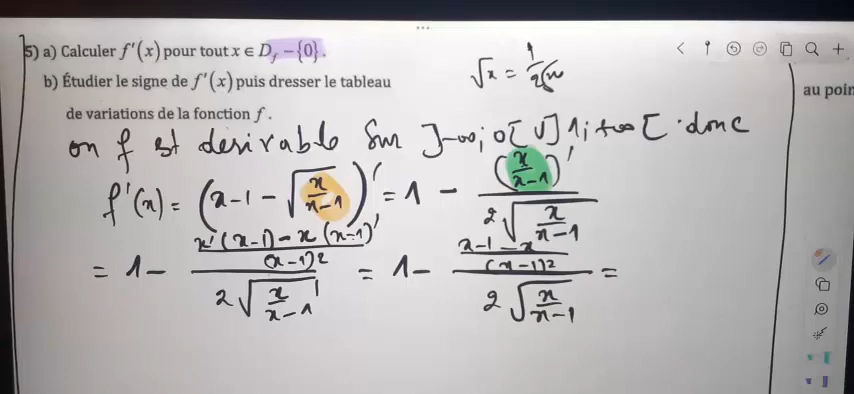 5) a) Calculer f'(x) pour tout x ∈ D_f −{0}.
√x = 1/2√x
b) Étudier le signe de f'(x) puis dresser le tableau
de variations de la fonction f.
au poin
on f est dérivable sur ]-∞; 0[ ∪ ]1; +∞[ . donc
f'(x) = (x-1 - √(x/(x-1)))' = 1 - (x/(x-1))' / (2√(x/(x-1)))
= 1 - ((x'(x-1) - x(x-1)')/(x-1)²) / (2√(x/(x-1))) = 1 - ((x-1-x)/(x-1)²) / (2√(x/(x-1))) =